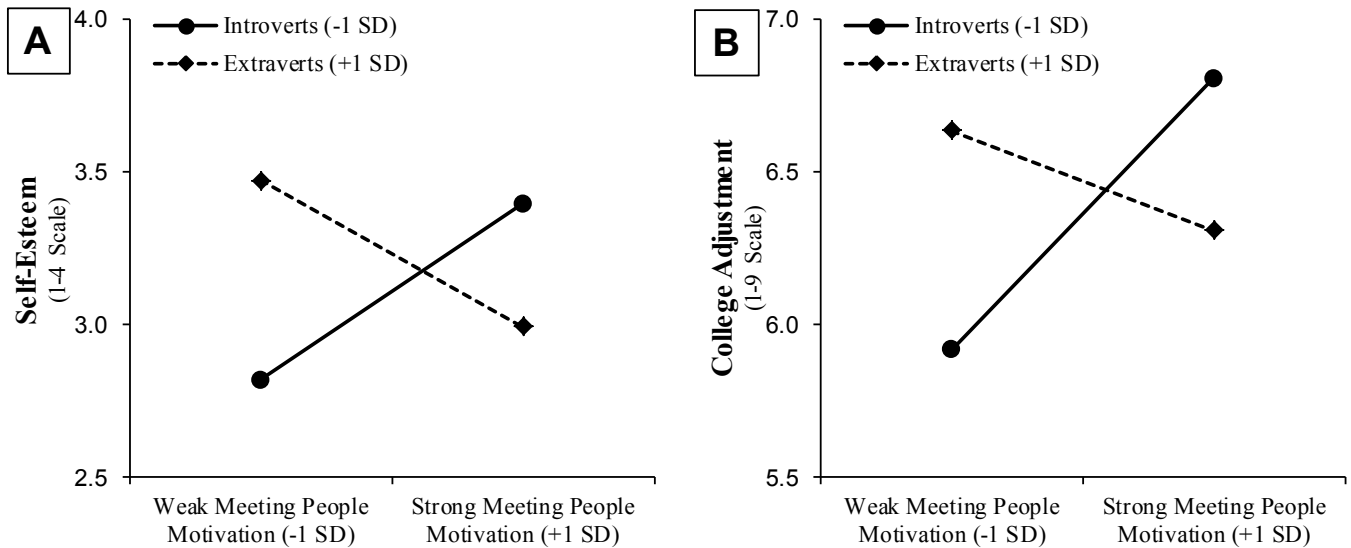 A
Introverts (-1 SD)
Extraverts (+1 SD)
4.0
3.5
3.0
2.5
Self-Esteem
(1-4 Scale)
Weak Meeting People
Motivation (-1 SD)
Strong Meeting People
Motivation (+1 SD)
B
Introverts (-1 SD)
Extraverts (+1 SD)
7.0
6.5
6.0
5.5
College Adjustment
(1-9 Scale)
Weak Meeting People
Motivation (-1 SD)
Strong Meeting People
Motivation (+1 SD)